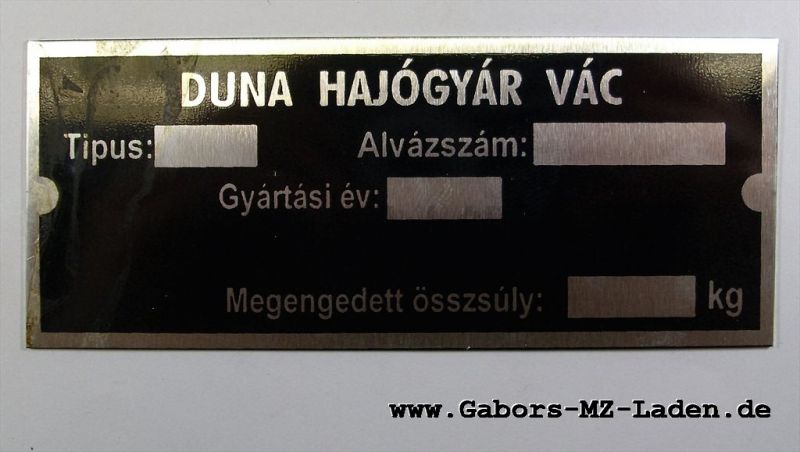 DUNA HAJÓGYÁR VÁC
Tipus: Alvázszám:
Gyártási év:
Megengedett összsúly: kg
www.Gabors-MZ-Laden.de